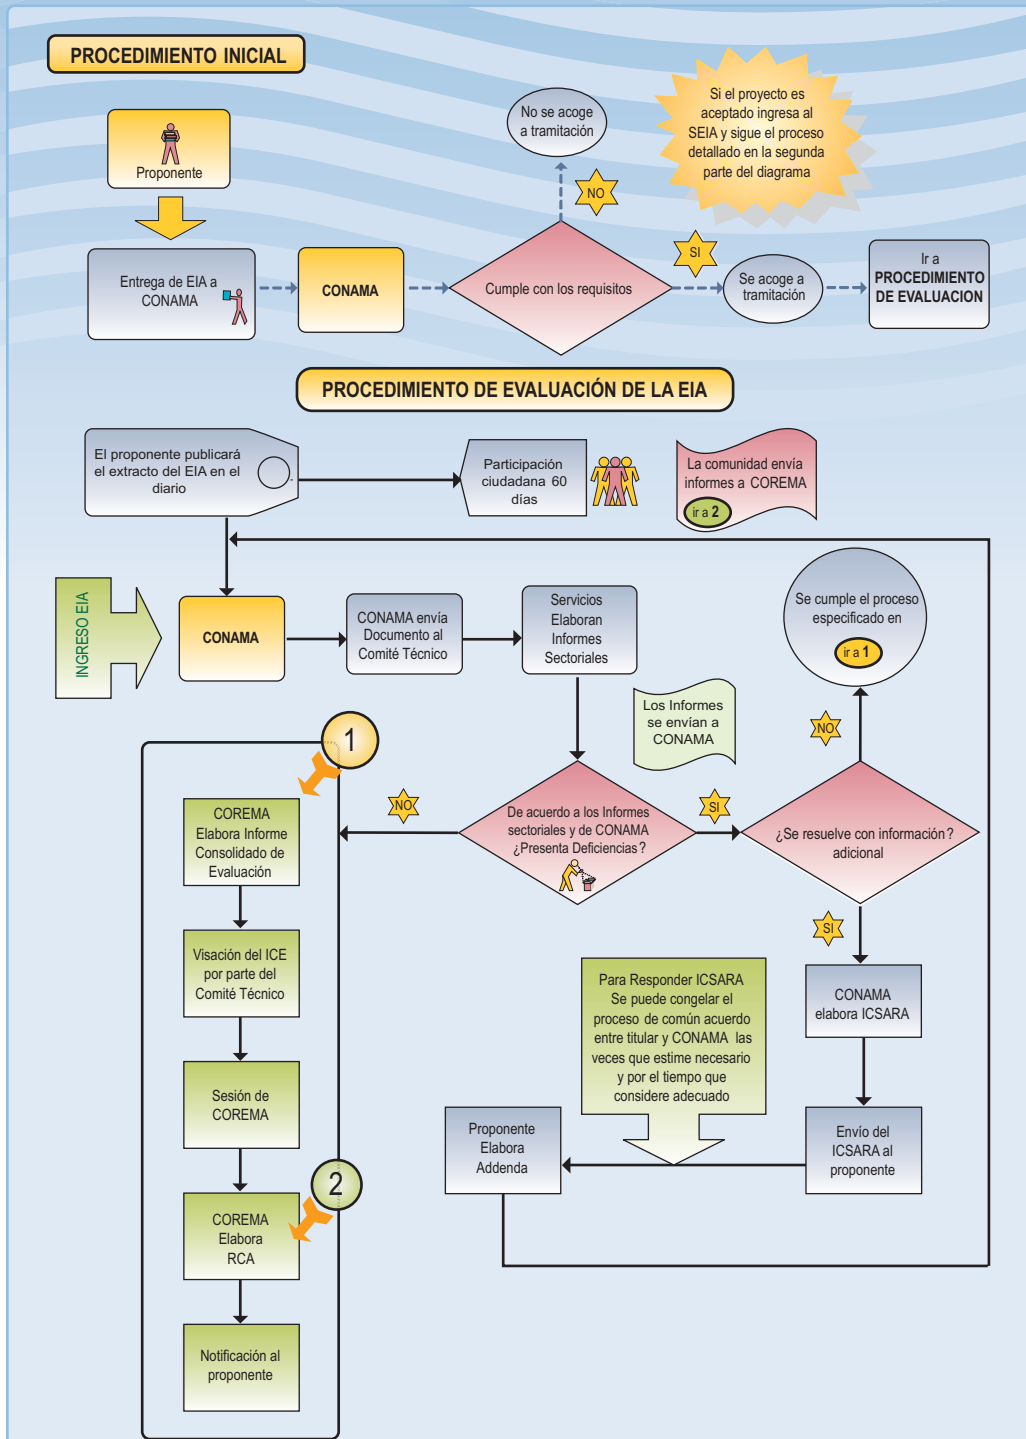 PROCEDIMIENTO INICIAL
Proponente
No se acoge
a tramitación
Si el proyecto es
aceptado ingresa al
SEIA y sigue el proceso
detallado en la segunda
parte del diagrama
NO
Entrega de EIA a
CONAMA
CONAMA
Cumple con los requisitos
SI
Se acoge a
tramitación
Ir a
PROCEDIMIENTO
DE EVALUACION
PROCEDIMIENTO DE EVALUACIÓN DE LA EIA
El proponente publicará
el extracto del EIA en el
diario
Participación
ciudadana 60
días
La comunidad envía
informes a COREMA
ir a 2
INGRESO EIA
CONAMA
CONAMA envía
Documento al
Comité Técnico
Servicios
Elaboran
Informes
Sectoriales
Se cumple el proceso
especificado en
ir a 1
Los Informes
se envían a
CONAMA
NO
1
NO
De acuerdo a los Informes
sectoriales y de CONAMA
¿Presenta Deficiencias?
SI
¿Se resuelve con información?
adicional
SI
COREMA
Elabora Informe
Consolidado de
Evaluación
Visación del ICE
por parte del
Comité Técnico
Para Responder ICSARA
Se puede congelar el
proceso de común acuerdo
entre titular y CONAMA las
veces que estime necesario
y por el tiempo que
considere adecuado
CONAMA
elabora ICSARA
Sesión de
COREMA
Proponente
Elabora
Addenda
Envío del
ICSARA al
proponente
2
COREMA
Elabora
RCA
Notificación al
proponente